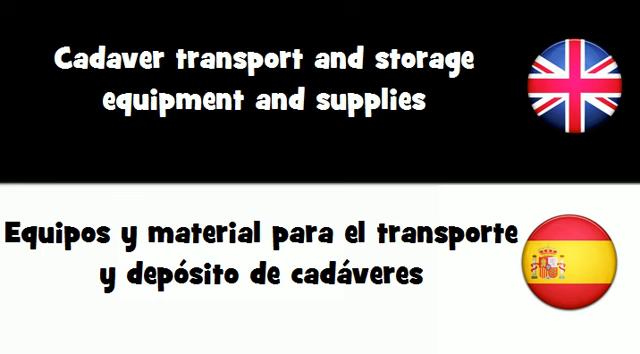 Cadaver transport and storage
equipment and supplies
Equipos y material para el transporte
y depósito de cadáveres